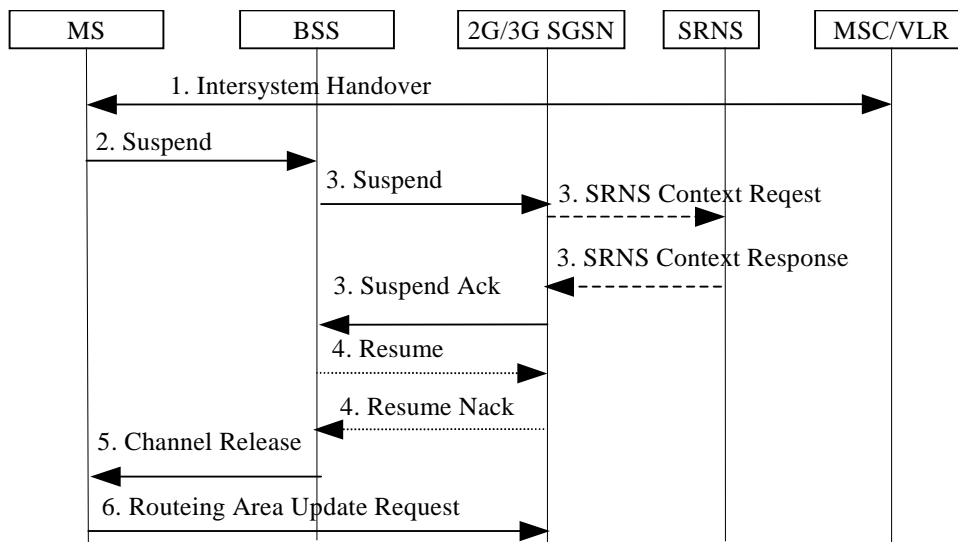 MS
BSS
2G/3G SGSN
SRNS
MSC/VLR
1. Intersystem Handover
2. Suspend
3. Suspend
3. SRNS Context Reqest
3. SRNS Context Response
3. Suspend Ack
4. Resume
4. Resume Nack
5. Channel Release
6. Routeing Area Update Request